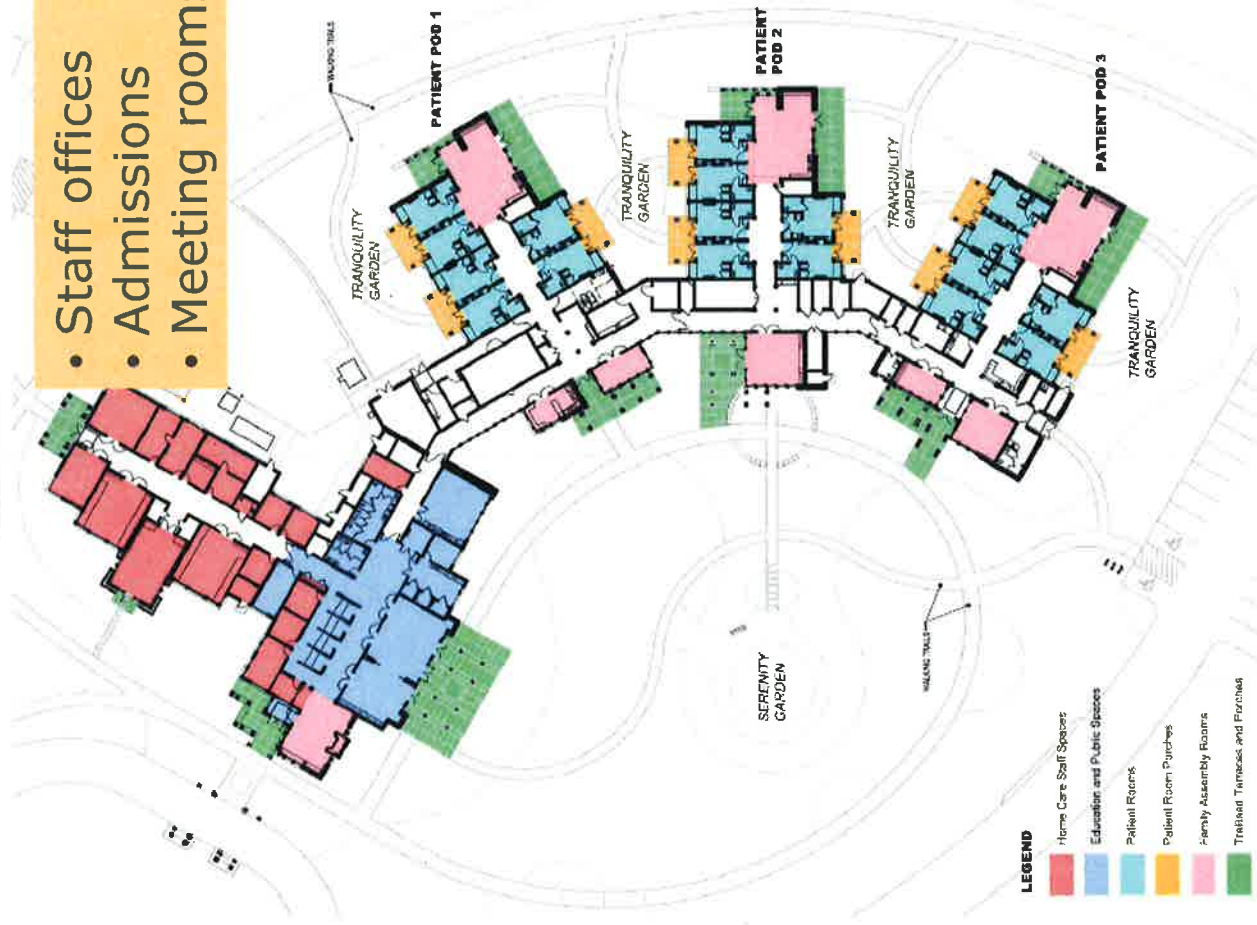 • Staff offices
• Admissions
• Meeting rooms
WALKING TRAILS
PATIENT POD 1
TRANQUILITY
GARDEN
PATIENT
POD 2
TRANQUILITY
GARDEN
TRANQUILITY
GARDEN
PATIENT POD 3
TRANQUILITY
GARDEN
WALKING TRAILS
SERENITY
GARDEN
LEGEND
Home Care Staff Spaces
Education and Public Spaces
Patient Rooms
Patient Room Porches
Family Assembly Rooms
Trellised Terraces and Porches